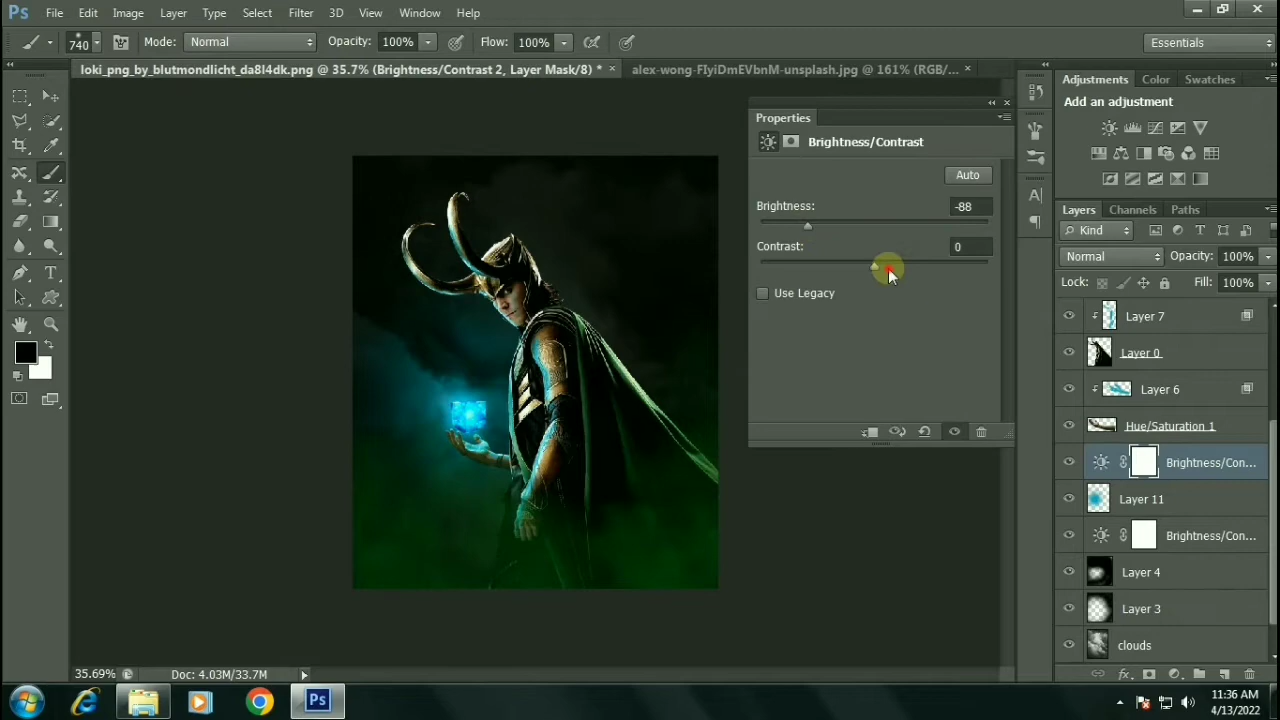 Ps File Edit Image Layer Type Select Filter 3D View Window Help
740 Mode: Normal Opacity: 100% Flow: 100% Essentials
loki_png_by_blutmondlicht_da8l4dk.png @ 35.7% (Brightness/Contrast 2, Layer Mask/8) * × alex-wong-FIyiDmEVbnM-unsplash.jpg @ 161% (RGB/... ×
Properties
Brightness/Contrast
Auto
Brightness: -88
Contrast: 0
Use Legacy
Adjustments Color Swatches
Add an adjustment
Layers Channels Paths
Kind
Normal Opacity: 100%
Lock: Fill: 100%
Layer 7
Layer 0
Layer 6
Hue/Saturation 1
Brightness/Con...
Layer 11
Brightness/Con...
Layer 4
Layer 3
clouds
fx
35.69% Doc: 4.03M/33.7M
Ps
11:36 AM
4/13/2022